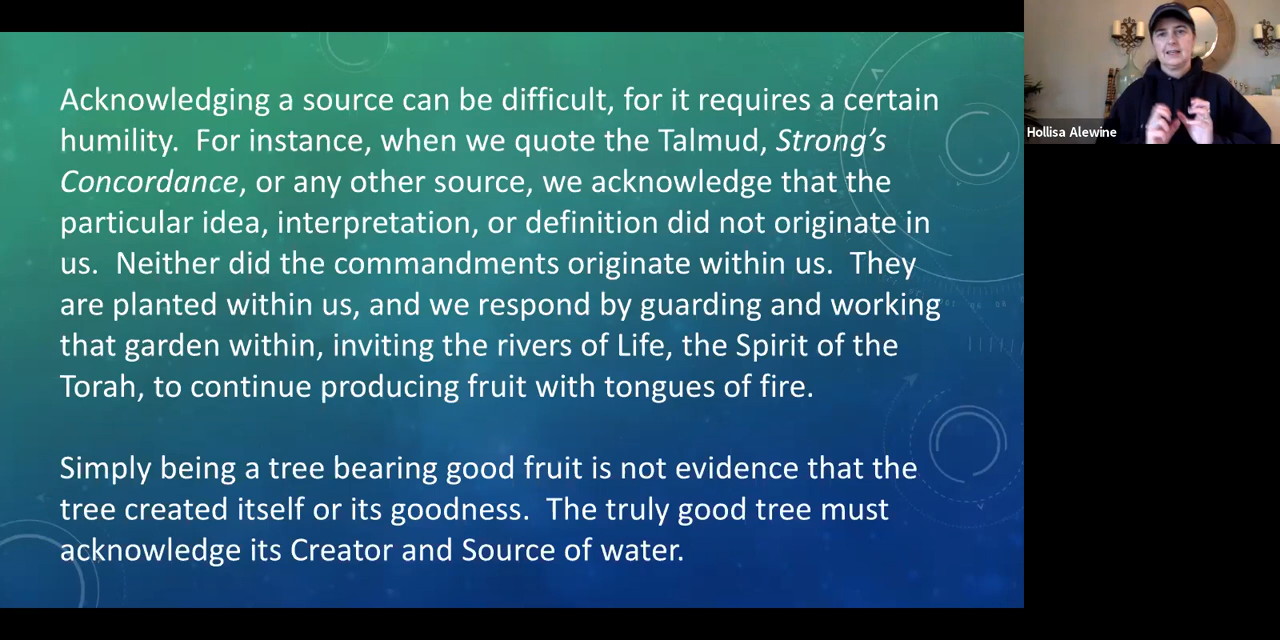 Acknowledging a source can be difficult, for it requires a certain
humility.  For instance, when we quote the Talmud, Strong's
Concordance, or any other source, we acknowledge that the
particular idea, interpretation, or definition did not originate in
us.  Neither did the commandments originate within us.  They
are planted within us, and we respond by guarding and working
that garden within, inviting the rivers of Life, the Spirit of the
Torah, to continue producing fruit with tongues of fire.
Simply being a tree bearing good fruit is not evidence that the
tree created itself or its goodness.  The truly good tree must
acknowledge its Creator and Source of water.
Hollisa Alewine